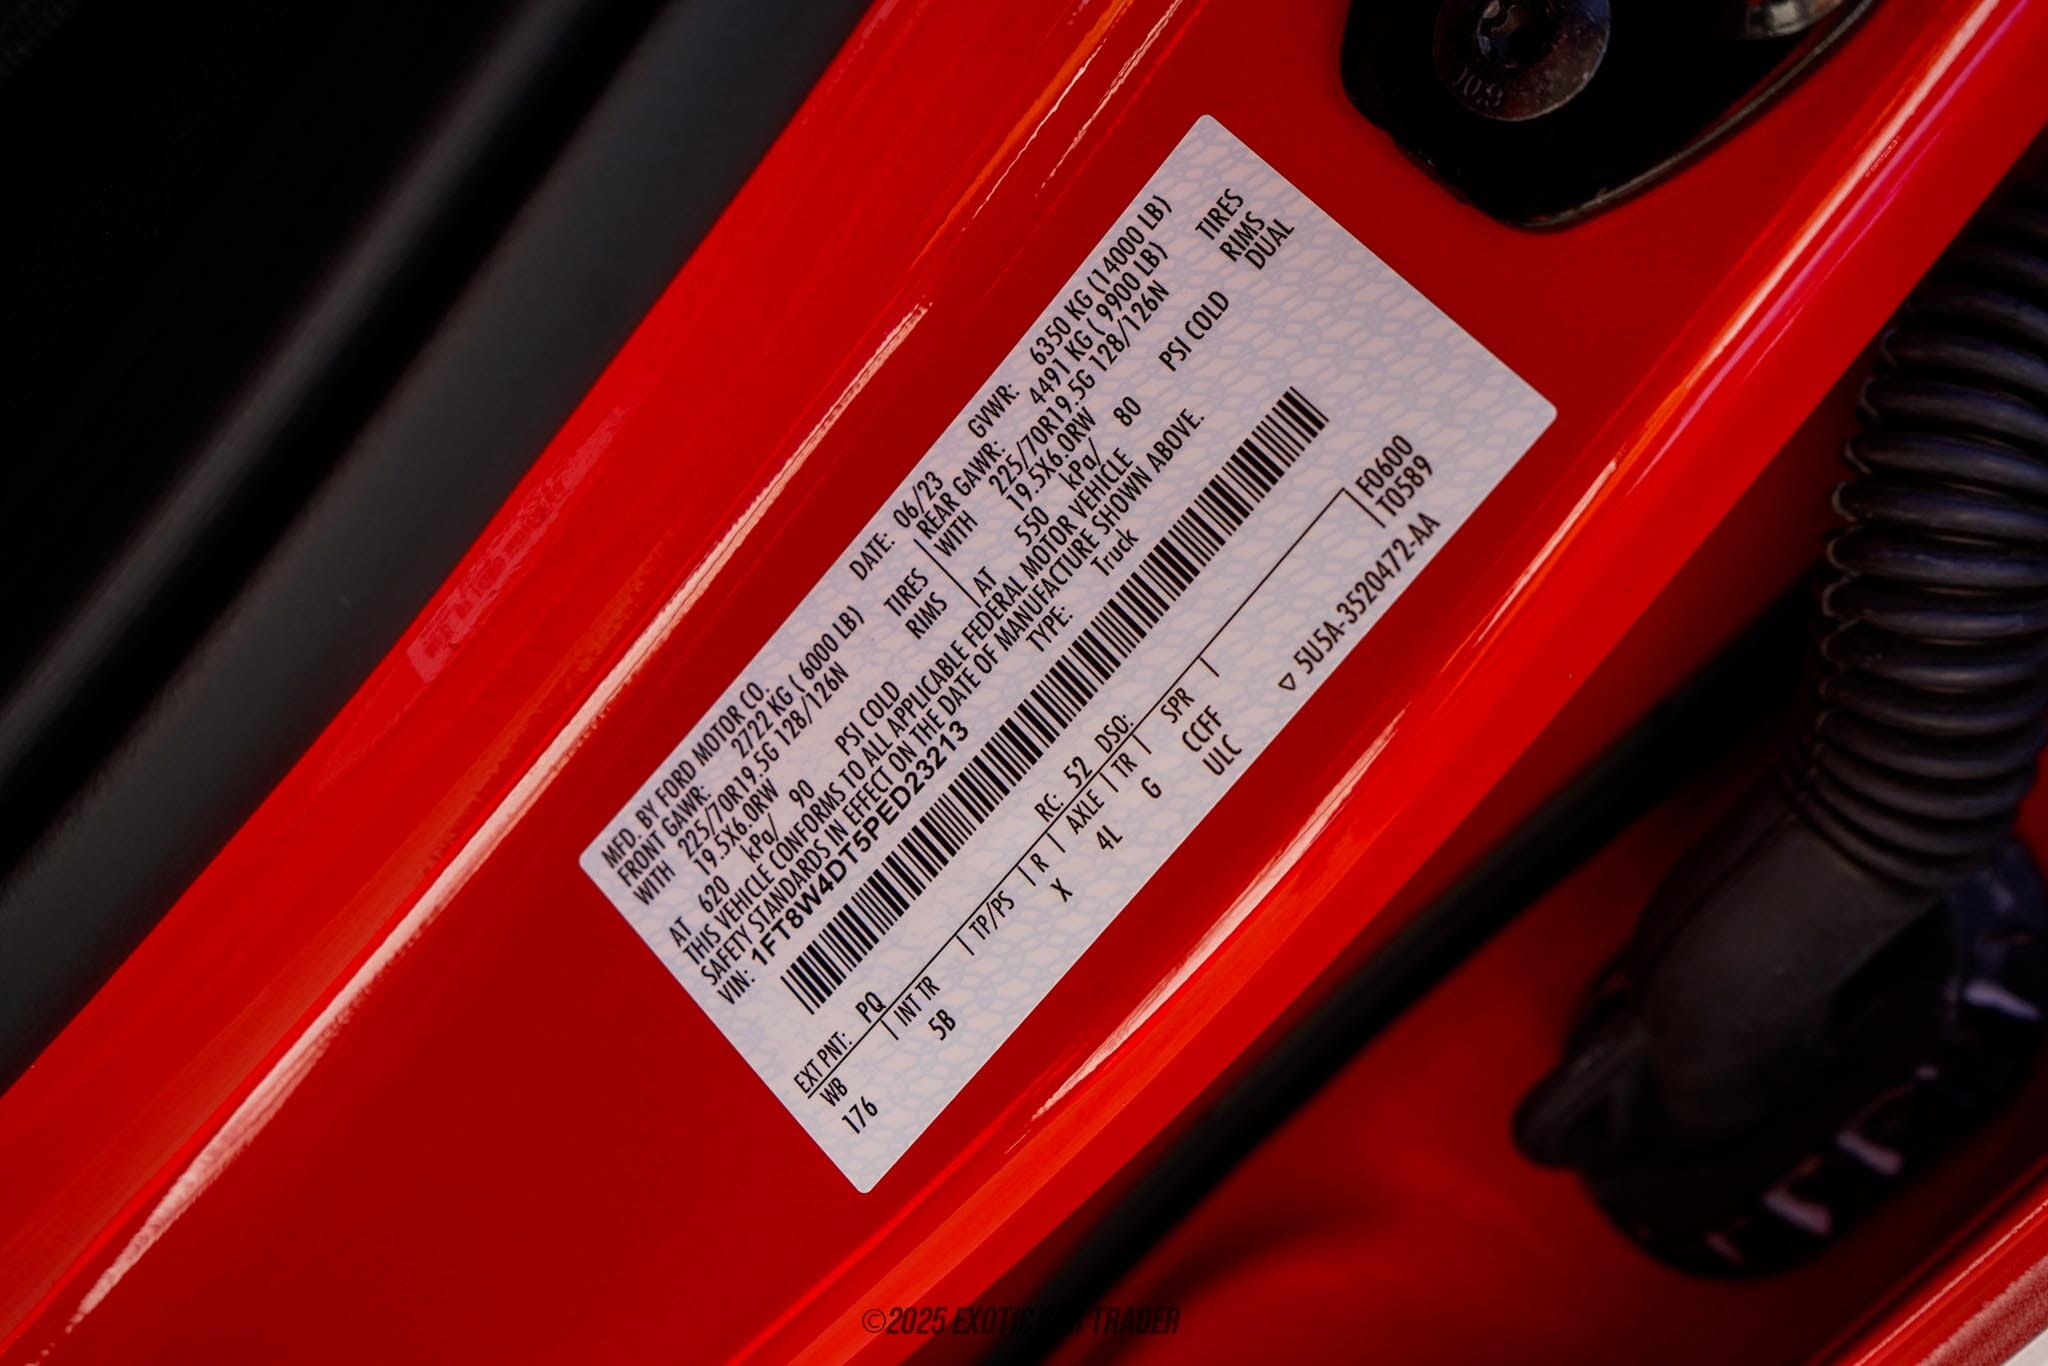 10.9
MFD. BY FORD MOTOR CO. DATE: 06/23 GVWR: 6350 KG (14000 LB)
FRONT GAWR: 2722 KG ( 6000 LB) REAR GAWR: 4491 KG ( 9900 LB)
WITH 225/70R19.5G 128/126N TIRES WITH 225/70R19.5G 128/126N TIRES
19.5X6.0RW RIMS 19.5X6.0RW RIMS
AT 620 kPa/ 90 PSI COLD AT 550 kPa/ 80 PSI COLD DUAL
THIS VEHICLE CONFORMS TO ALL APPLICABLE FEDERAL MOTOR VEHICLE
SAFETY STANDARDS IN EFFECT ON THE DATE OF MANUFACTURE SHOWN ABOVE.
VIN: 1FT8W4DT5PED23213 TYPE: Truck
EXT PNT: PQ RC: 52 DSO: F0600
WB INT TR TP/PS R AXLE TR SPR T0589
176 5B X 4L G CCFF
ULC ▽ 5U5A-3520472-AA
©2025 EXOTIC CAR TRADER